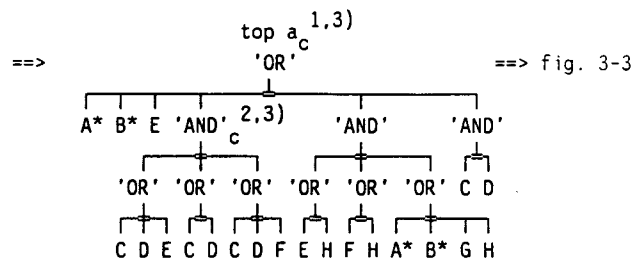 top a_c 1,3)
==> 'OR' ==> fig. 3-3
A* B* E 'AND'_c 2,3) 'AND' 'AND'
'OR' 'OR' 'OR' 'OR' 'OR' 'OR' C D
C D E C D C D F E H F H A* B* G H